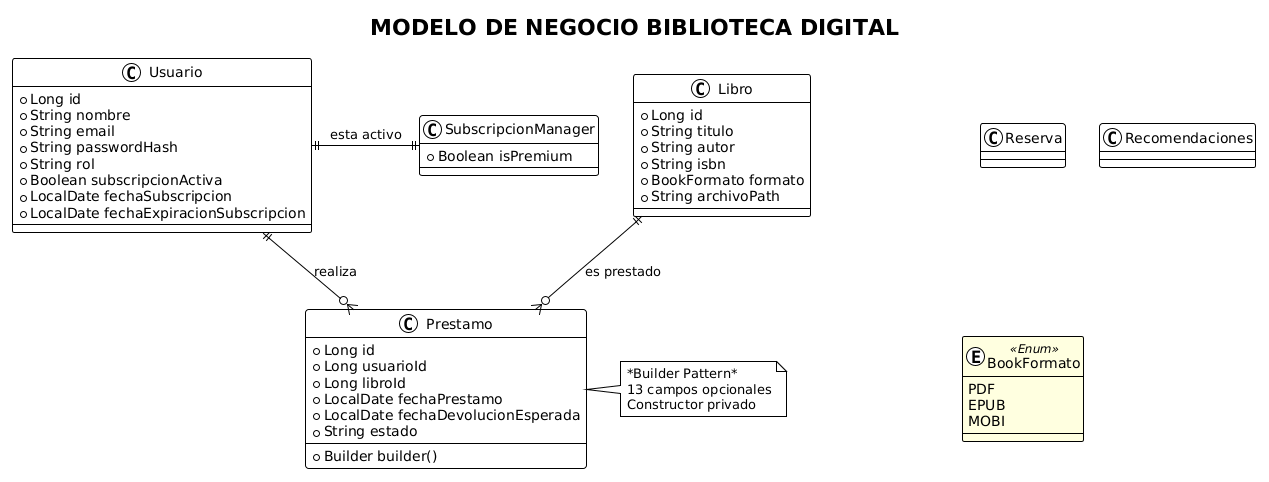 MODELO DE NEGOCIO BIBLIOTECA DIGITAL
C Usuario
Long id
String nombre
String email
String passwordHash
String rol
Boolean subscripcionActiva
LocalDate fechaSubscripcion
LocalDate fechaExpiracionSubscripcion
esta activo
C SubscripcionManager
Boolean isPremium
C Libro
Long id
String titulo
String autor
String isbn
BookFormato formato
String archivoPath
C Reserva
C Recomendaciones
realiza
es prestado
C Prestamo
Long id
Long usuarioId
Long libroId
LocalDate fechaPrestamo
LocalDate fechaDevolucionEsperada
String estado
Builder builder()
*Builder Pattern*
13 campos opcionales
Constructor privado
«Enum»
E BookFormato
PDF
EPUB
MOBI